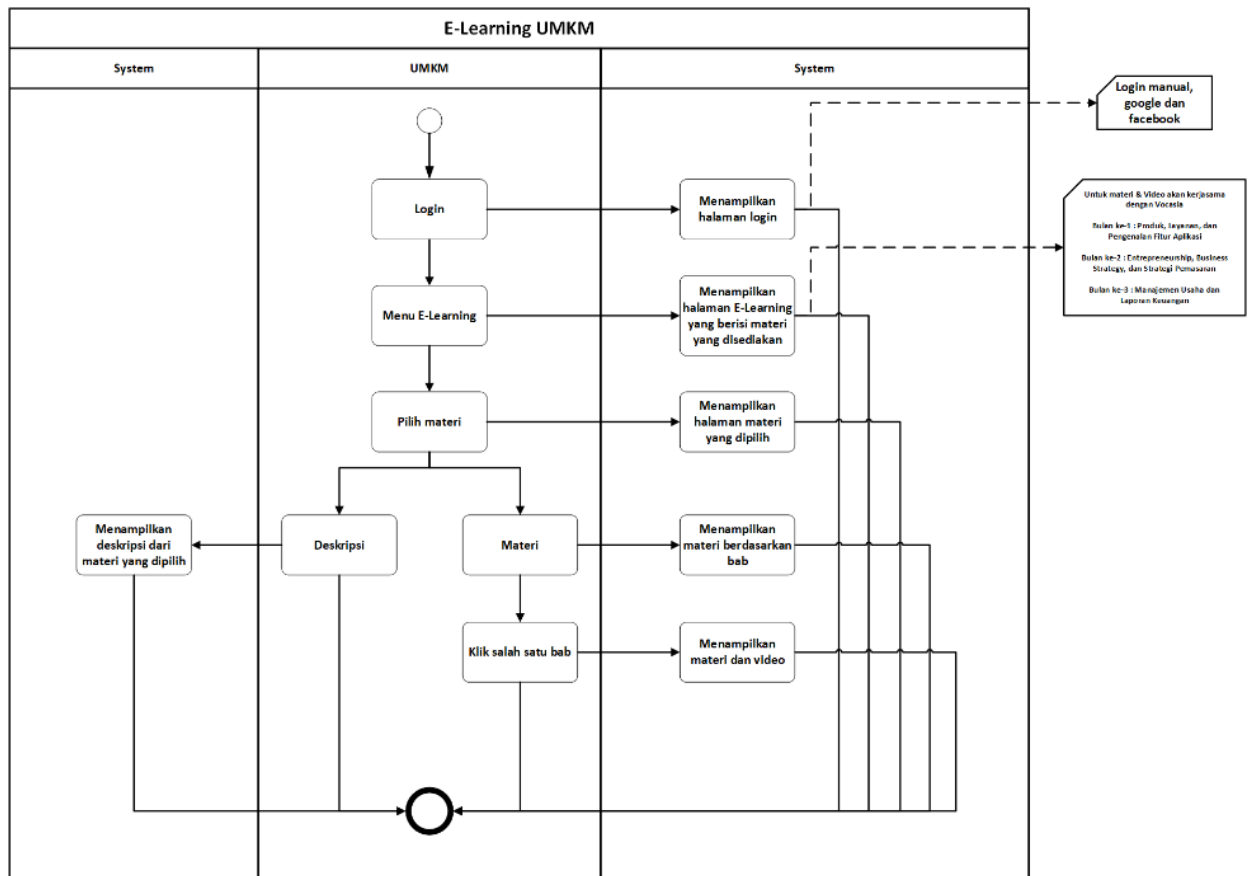 E-Learning UMKM
System
UMKM
System
Login manual,
google dan
facebook
Login
Menampilkan
halaman login
Untuk materi & Video akan kerjasama
dengan Vocasia
Bulan ke-1 : Produk, Layanan, dan
Pengenalan Fitur Aplikasi
Bulan ke-2 : Entrepreneurship, Business
Strategy, dan Strategi Pemasaran
Bulan ke-3 : Manajemen Usaha dan
Laporan Keuangan
Menu E-Learning
Menampilkan
halaman E-Learning
yang berisi materi
yang disediakan
Pilih materi
Menampilkan
halaman materi
yang dipilih
Menampilkan
deskripsi dari
materi yang dipilih
Deskripsi
Materi
Menampilkan
materi berdasarkan
bab
Klik salah satu bab
Menampilkan
materi dan video